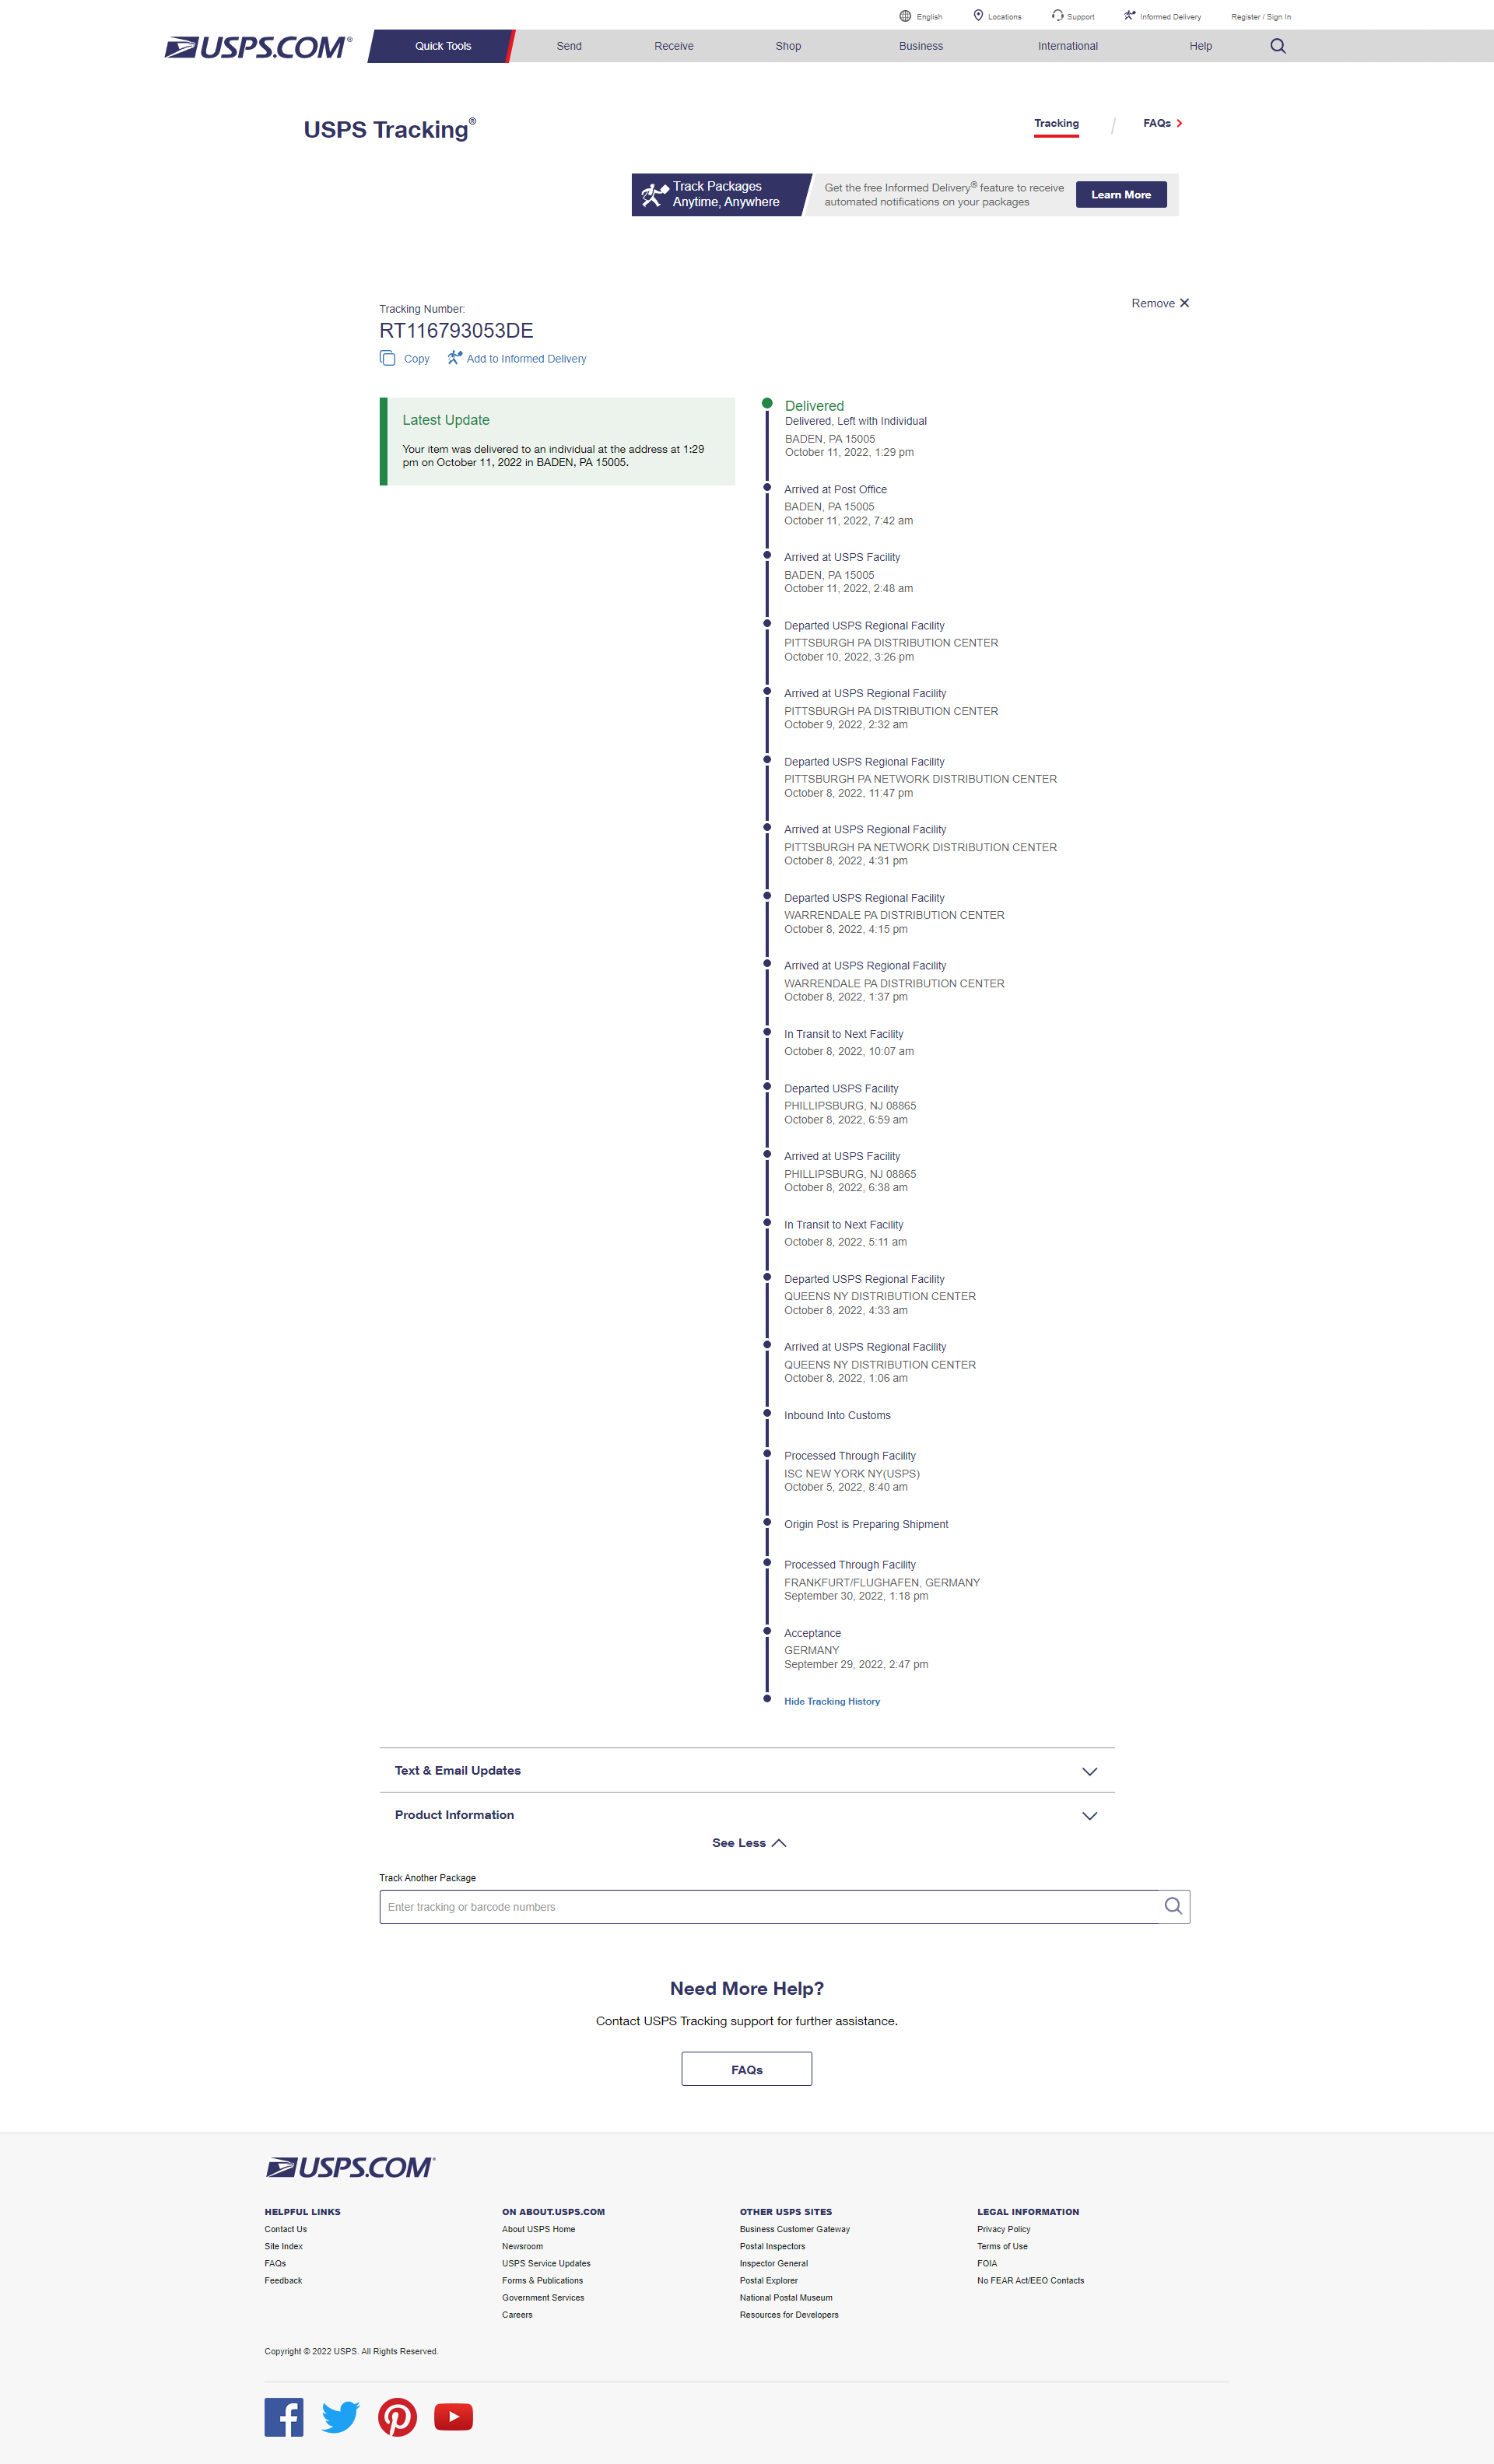 English
Locations
Support
Informed Delivery
Register / Sign In
USPS.COM®
Quick Tools
Send
Receive
Shop
Business
International
Help
USPS Tracking®
Tracking
FAQs
Track Packages
Anytime, Anywhere
Get the free Informed Delivery® feature to receive
automated notifications on your packages
Learn More
Tracking Number:
Remove
RT116793053DE
Copy
Add to Informed Delivery
Latest Update
Your item was delivered to an individual at the address at 1:29
pm on October 11, 2022 in BADEN, PA 15005.
Delivered
Delivered, Left with Individual
BADEN, PA 15005
October 11, 2022, 1:29 pm
Arrived at Post Office
BADEN, PA 15005
October 11, 2022, 7:42 am
Arrived at USPS Facility
BADEN, PA 15005
October 11, 2022, 2:48 am
Departed USPS Regional Facility
PITTSBURGH PA DISTRIBUTION CENTER
October 10, 2022, 3:26 pm
Arrived at USPS Regional Facility
PITTSBURGH PA DISTRIBUTION CENTER
October 9, 2022, 2:32 am
Departed USPS Regional Facility
PITTSBURGH PA NETWORK DISTRIBUTION CENTER
October 8, 2022, 11:47 pm
Arrived at USPS Regional Facility
PITTSBURGH PA NETWORK DISTRIBUTION CENTER
October 8, 2022, 4:31 pm
Departed USPS Regional Facility
WARRENDALE PA DISTRIBUTION CENTER
October 8, 2022, 4:15 pm
Arrived at USPS Regional Facility
WARRENDALE PA DISTRIBUTION CENTER
October 8, 2022, 1:37 pm
In Transit to Next Facility
October 8, 2022, 10:07 am
Departed USPS Facility
PHILLIPSBURG, NJ 08865
October 8, 2022, 6:59 am
Arrived at USPS Facility
PHILLIPSBURG, NJ 08865
October 8, 2022, 6:38 am
In Transit to Next Facility
October 8, 2022, 5:11 am
Departed USPS Regional Facility
QUEENS NY DISTRIBUTION CENTER
October 8, 2022, 4:33 am
Arrived at USPS Regional Facility
QUEENS NY DISTRIBUTION CENTER
October 8, 2022, 1:06 am
Inbound Into Customs
Processed Through Facility
ISC NEW YORK NY(USPS)
October 5, 2022, 8:40 am
Origin Post is Preparing Shipment
Processed Through Facility
FRANKFURT/FLUGHAFEN, GERMANY
September 30, 2022, 1:18 pm
Acceptance
GERMANY
September 29, 2022, 2:47 pm
Hide Tracking History
Text & Email Updates
Product Information
See Less
Track Another Package
Enter tracking or barcode numbers
Need More Help?
Contact USPS Tracking support for further assistance.
FAQs
USPS.COM®
HELPFUL LINKS
Contact Us
Site Index
FAQs
Feedback
ON ABOUT.USPS.COM
About USPS Home
Newsroom
USPS Service Updates
Forms & Publications
Government Services
Careers
OTHER USPS SITES
Business Customer Gateway
Postal Inspectors
Inspector General
Postal Explorer
National Postal Museum
Resources for Developers
LEGAL INFORMATION
Privacy Policy
Terms of Use
FOIA
No FEAR Act/EEO Contacts
Copyright © 2022 USPS. All Rights Reserved.